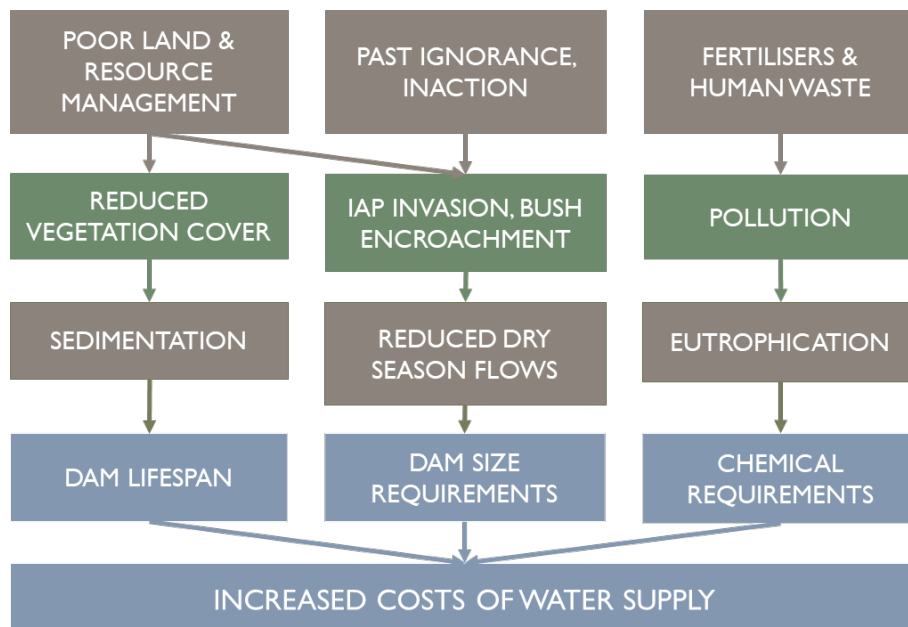 POOR LAND &
RESOURCE
MANAGEMENT
PAST IGNORANCE,
INACTION
FERTILISERS &
HUMAN WASTE
REDUCED
VEGETATION COVER
IAP INVASION, BUSH
ENCROACHMENT
POLLUTION
SEDIMENTATION
REDUCED DRY
SEASON FLOWS
EUTROPHICATION
DAM LIFESPAN
DAM SIZE
REQUIREMENTS
CHEMICAL
REQUIREMENTS
INCREASED COSTS OF WATER SUPPLY